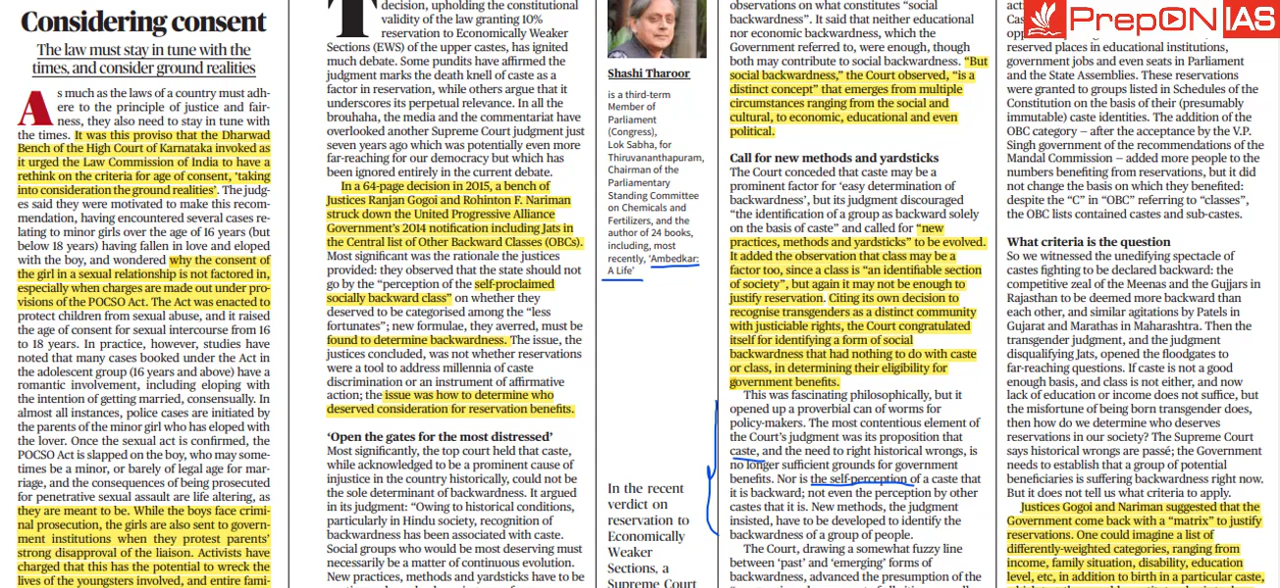 Considering consent
The law must stay in tune with the
times, and consider ground realities
As much as the laws of a country must adh-
ere to the principle of justice and fair-
ness, they also need to stay in tune with
the times. It was this proviso that the Dharwad
Bench of the High Court of Karnataka invoked as
it urged the Law Commission of India to have a
rethink on the criteria for age of consent, ‘taking
into consideration the ground realities’. The judg-
es said they were motivated to make this recom-
mendation, having encountered several cases re-
lating to minor girls over the age of 16 years (but
below 18 years) having fallen in love and eloped
with the boy, and wondered why the consent of
the girl in a sexual relationship is not factored in,
especially when charges are made out under pro-
visions of the POCSO Act. The Act was enacted to
protect children from sexual abuse, and it raised
the age of consent for sexual intercourse from 16
to 18 years. In practice, however, studies have
noted that many cases booked under the Act in
the adolescent group (16 years and above) have a
romantic involvement, including eloping with
the intention of getting married, consensually. In
almost all instances, police cases are initiated by
the parents of the minor girl who has eloped with
the lover. Once the sexual act is confirmed, the
POCSO Act is slapped on the boy, who may some-
times be a minor, or barely of legal age for mar-
riage, and the consequences of being prosecuted
for penetrative sexual assault are life altering, as
they are meant to be. While the boys face crimi-
nal prosecution, the girls are also sent to govern-
ment institutions when they protest parents’
strong disapproval of the liaison. Activists have
charged that this has the potential to wreck the
lives of the youngsters involved, and entire fami-
T
decision, upholding the constitutional
validity of the law granting 10%
reservation to Economically Weaker
Sections (EWS) of the upper castes, has ignited
much debate. Some pundits have affirmed the
judgment marks the death knell of caste as a
factor in reservation, while others argue that it
underscores its perpetual relevance. In all the
brouhaha, the media and the commentariat have
overlooked another Supreme Court judgment just
seven years ago which was potentially even more
far-reaching for our democracy but which has
been ignored entirely in the current debate.
In a 64-page decision in 2015, a bench of
Justices Ranjan Gogoi and Rohinton F. Nariman
struck down the United Progressive Alliance
Government’s 2014 notification including Jats in
the Central list of Other Backward Classes (OBCs).
Most significant was the rationale the justices
provided: they observed that the state should not
go by the “perception of the self-proclaimed
socially backward class” on whether they
deserved to be categorised among the “less
fortunates”; new formulae, they averred, must be
found to determine backwardness. The issue, the
justices concluded, was not whether reservations
were a tool to address millennia of caste
discrimination or an instrument of affirmative
action; the issue was how to determine who
deserved consideration for reservation benefits.
‘Open the gates for the most distressed’
Most significantly, the top court held that caste,
while acknowledged to be a prominent cause of
injustice in the country historically, could not be
the sole determinant of backwardness. It argued
in its judgment: “Owing to historical conditions,
particularly in Hindu society, recognition of
backwardness has been associated with caste.
Social groups who would be most deserving must
necessarily be a matter of continuous evolution.
New practices, methods and yardsticks have to be
Shashi Tharoor
is a third-term
Member of
Parliament
(Congress),
Lok Sabha, for
Thiruvananthapuram,
Chairman of the
Parliamentary
Standing Committee
on Chemicals and
Fertilizers, and the
author of 24 books,
including, most
recently, ‘Ambedkar:
A Life’
In the recent
verdict on
reservation to
Economically
Weaker
Sections, a
Supreme Court
observations on what constitutes “social
backwardness”. It said that neither educational
nor economic backwardness, which the
Government referred to, were enough, though
both may contribute to social backwardness. “But
social backwardness,” the Court observed, “is a
distinct concept” that emerges from multiple
circumstances ranging from the social and
cultural, to economic, educational and even
political.
Call for new methods and yardsticks
The Court conceded that caste may be a
prominent factor for ‘easy determination of
backwardness’, but its judgment discouraged
“the identification of a group as backward solely
on the basis of caste” and called for “new
practices, methods and yardsticks” to be evolved.
It added the observation that class may be a
factor too, since a class is “an identifiable section
of society”, but again it may not be enough to
justify reservation. Citing its own decision to
recognise transgenders as a distinct community
with justiciable rights, the Court congratulated
itself for identifying a form of social
backwardness that had nothing to do with caste
or class, in determining their eligibility for
government benefits.
This was fascinating philosophically, but it
opened up a proverbial can of worms for
policy-makers. The most contentious element of
the Court’s judgment was its proposition that
caste, and the need to right historical wrongs, is
no longer sufficient grounds for government
benefits. Nor is the self-perception of a caste that
it is backward; not even the perception by other
castes that it is. New methods, the judgment
insisted, have to be developed to identify the
backwardness of a group of people.
The Court, drawing a somewhat fuzzy line
between ‘past’ and ‘emerging’ forms of
backwardness, advanced the proposition of the
PrepON IAS
reserved places in educational institutions,
government jobs and even seats in Parliament
and the State Assemblies. These reservations
were granted to groups listed in Schedules of the
Constitution on the basis of their (presumably
immutable) caste identities. The addition of the
OBC category – after the acceptance by the V.P.
Singh government of the recommendations of the
Mandal Commission – added more people to the
numbers benefiting from reservations, but it did
not change the basis on which they benefited:
despite the “C” in “OBC” referring to “classes”,
the OBC lists contained castes and sub-castes.
What criteria is the question
So we witnessed the unedifying spectacle of
castes fighting to be declared backward: the
competitive zeal of the Meenas and the Gujjars in
Rajasthan to be deemed more backward than
each other, and similar agitations by Patels in
Gujarat and Marathas in Maharashtra. Then the
transgender judgment, and the judgment
disqualifying Jats, opened the floodgates to
far-reaching questions. If caste is not a good
enough basis, and class is not either, and now
lack of education or income does not suffice, but
the misfortune of being born transgender does,
then how do we determine who deserves
reservations in our society? The Supreme Court
says historical wrongs are passé; the Government
needs to establish that a group of potential
beneficiaries is suffering backwardness right now.
But it does not tell us what criteria to apply.
Justices Gogoi and Nariman suggested that the
Government come back with a “matrix” to justify
reservations. One could imagine a list of
differently-weighted categories, ranging from
income, family situation, disability, education
level, etc, in addition to birth in a particular caste,